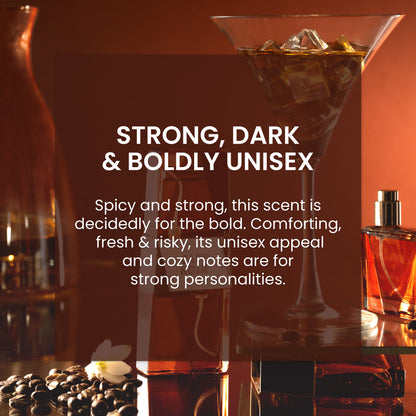 STRONG, DARK
& BOLDLY UNISEX
Spicy and strong, this scent is
decidedly for the bold. Comforting,
fresh & risky, its unisex appeal
and cozy notes are for
strong personalities.